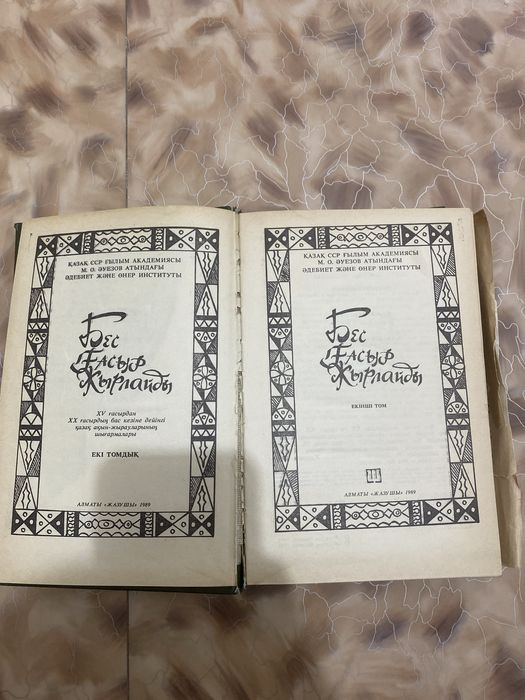 ҚАЗАҚ ССР ҒЫЛЫМ АКАДЕМИЯСЫ
М. О. ӘУЕЗОВ АТЫНДАҒЫ
ӘДЕБИЕТ ЖӘНЕ ӨНЕР ИНСТИТУТЫ
Бес
Ғасыр
Жырлайды
XV ғасырдан
XX ғасырдың бас кезіне дейінгі
қазақ ақын-жырауларының
шығармалары
ЕКІ ТОМДЫҚ
АЛМАТЫ «ЖАЗУШЫ» 1989
ҚАЗАҚ ССР ҒЫЛЫМ АКАДЕМИЯСЫ
М. О. ӘУЕЗОВ АТЫНДАҒЫ
ӘДЕБИЕТ ЖӘНЕ ӨНЕР ИНСТИТУТЫ
Бес
Ғасыр
Жырлайды
ЕКІНШІ ТОМ
АЛМАТЫ «ЖАЗУШЫ» 1989